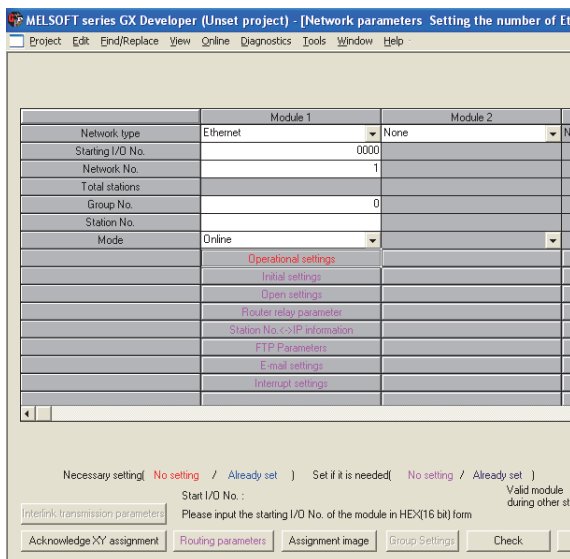 MELSOFT series GX Developer (Unset project) - [Network parameters Setting the number of Et
Project Edit Find/Replace View Online Diagnostics Tools Window Help
Module 1 Module 2
Network type Ethernet None N
Starting I/O No. 0000
Network No. 1
Total stations
Group No. 0
Station No.
Mode Online
Operational settings
Initial settings
Open settings
Router relay parameter
Station No.<->IP information
FTP Parameters
E-mail settings
Interrupt settings
Necessary setting( No setting / Already set ) Set if it is needed( No setting / Already set )
Start I/O No. : Valid module
during other st
Interlink transmission parameters Please input the starting I/O No. of the module in HEX(16 bit) form
Acknowledge XY assignment Routing parameters Assignment image Group Settings Check